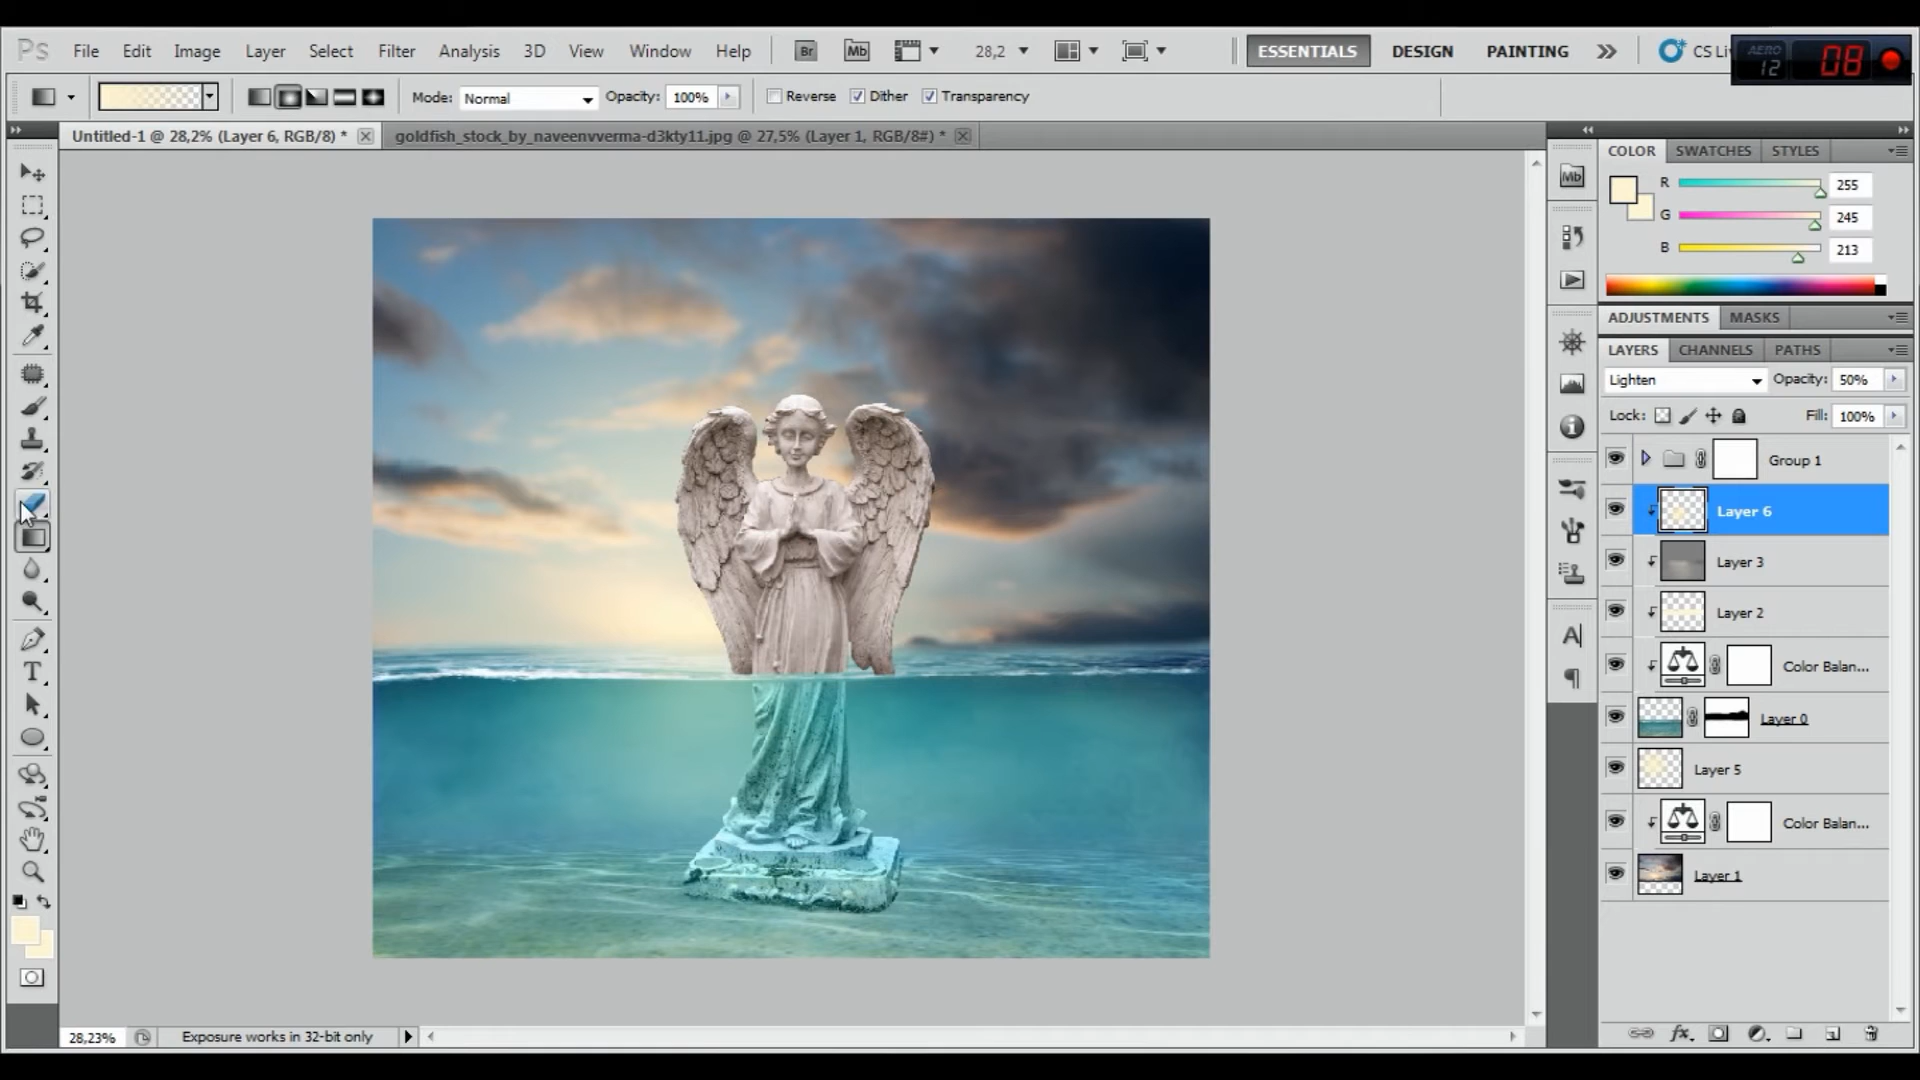 Ps File Edit Image Layer Select Filter Analysis 3D View Window Help Br Mb 28,2 ESSENTIALS DESIGN PAINTING CS Li
AERO 12 08
Mode: Normal Opacity: 100% Reverse Dither Transparency
Untitled-1 @ 28,2% (Layer 6, RGB/8) * goldfish_stock_by_naveenvverma-d3kty11.jpg @ 27,5% (Layer 1, RGB/8#) *
COLOR SWATCHES STYLES
R 255
G 245
B 213
ADJUSTMENTS MASKS
LAYERS CHANNELS PATHS
Lighten Opacity: 50%
Lock: Fill: 100%
Group 1
Layer 6
Layer 3
Layer 2
Color Balan...
Layer 0
Layer 5
Color Balan...
Layer 1
Mb
A
T
fx
28,23% Exposure works in 32-bit only